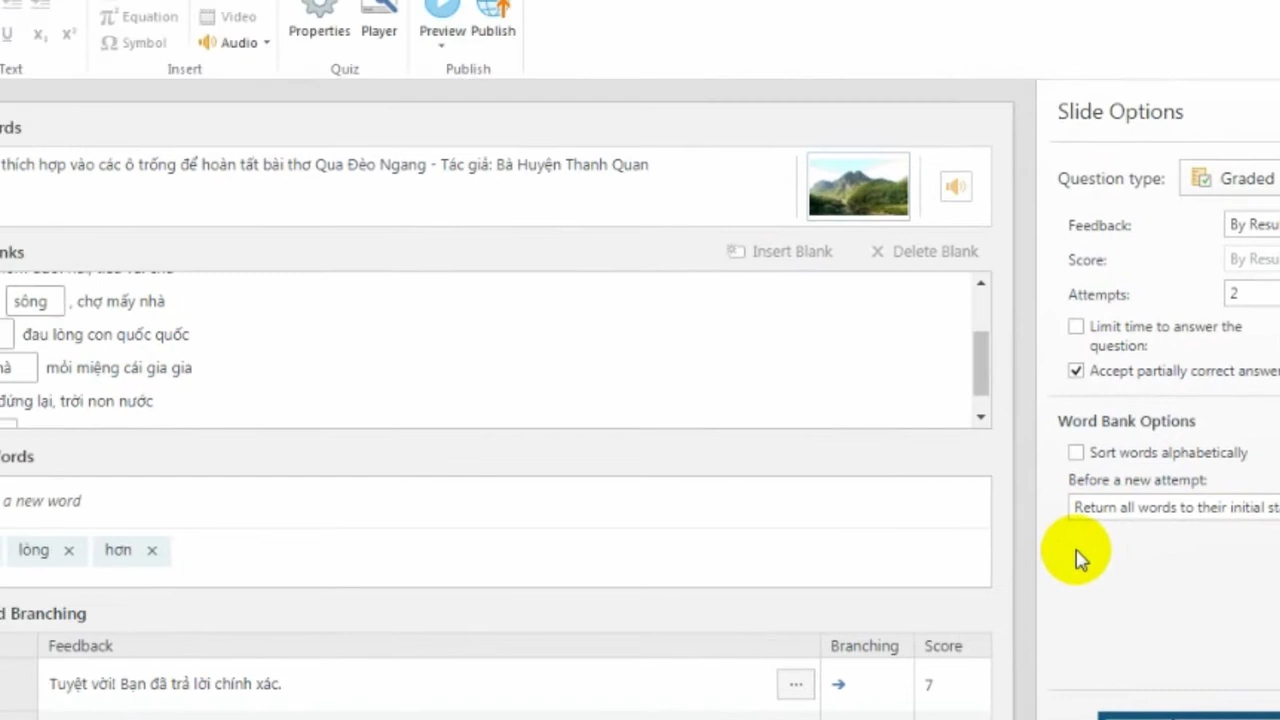 π² Equation
Video
U X₂ X²
Ω Symbol
Audio
Properties
Player
Preview
Publish
Text
Insert
Quiz
Publish
rds
thích hợp vào các ô trống để hoàn tất bài thơ Qua Đèo Ngang - Tác giả: Bà Huyện Thanh Quan
nks
Insert Blank
Delete Blank
sông , chợ mấy nhà
đau lòng con quốc quốc
hà mỏi miệng cái gia gia
đứng lại, trời non nước
ords
a new word
lòng ×
hơn ×
d Branching
Feedback
Branching
Score
Tuyệt vời! Bạn đã trả lời chính xác.
...
7
Slide Options
Question type: Graded
Feedback: By Resu
Score: By Resu
Attempts: 2
Limit time to answer the
question:
Accept partially correct answer
Word Bank Options
Sort words alphabetically
Before a new attempt:
Return all words to their initial st